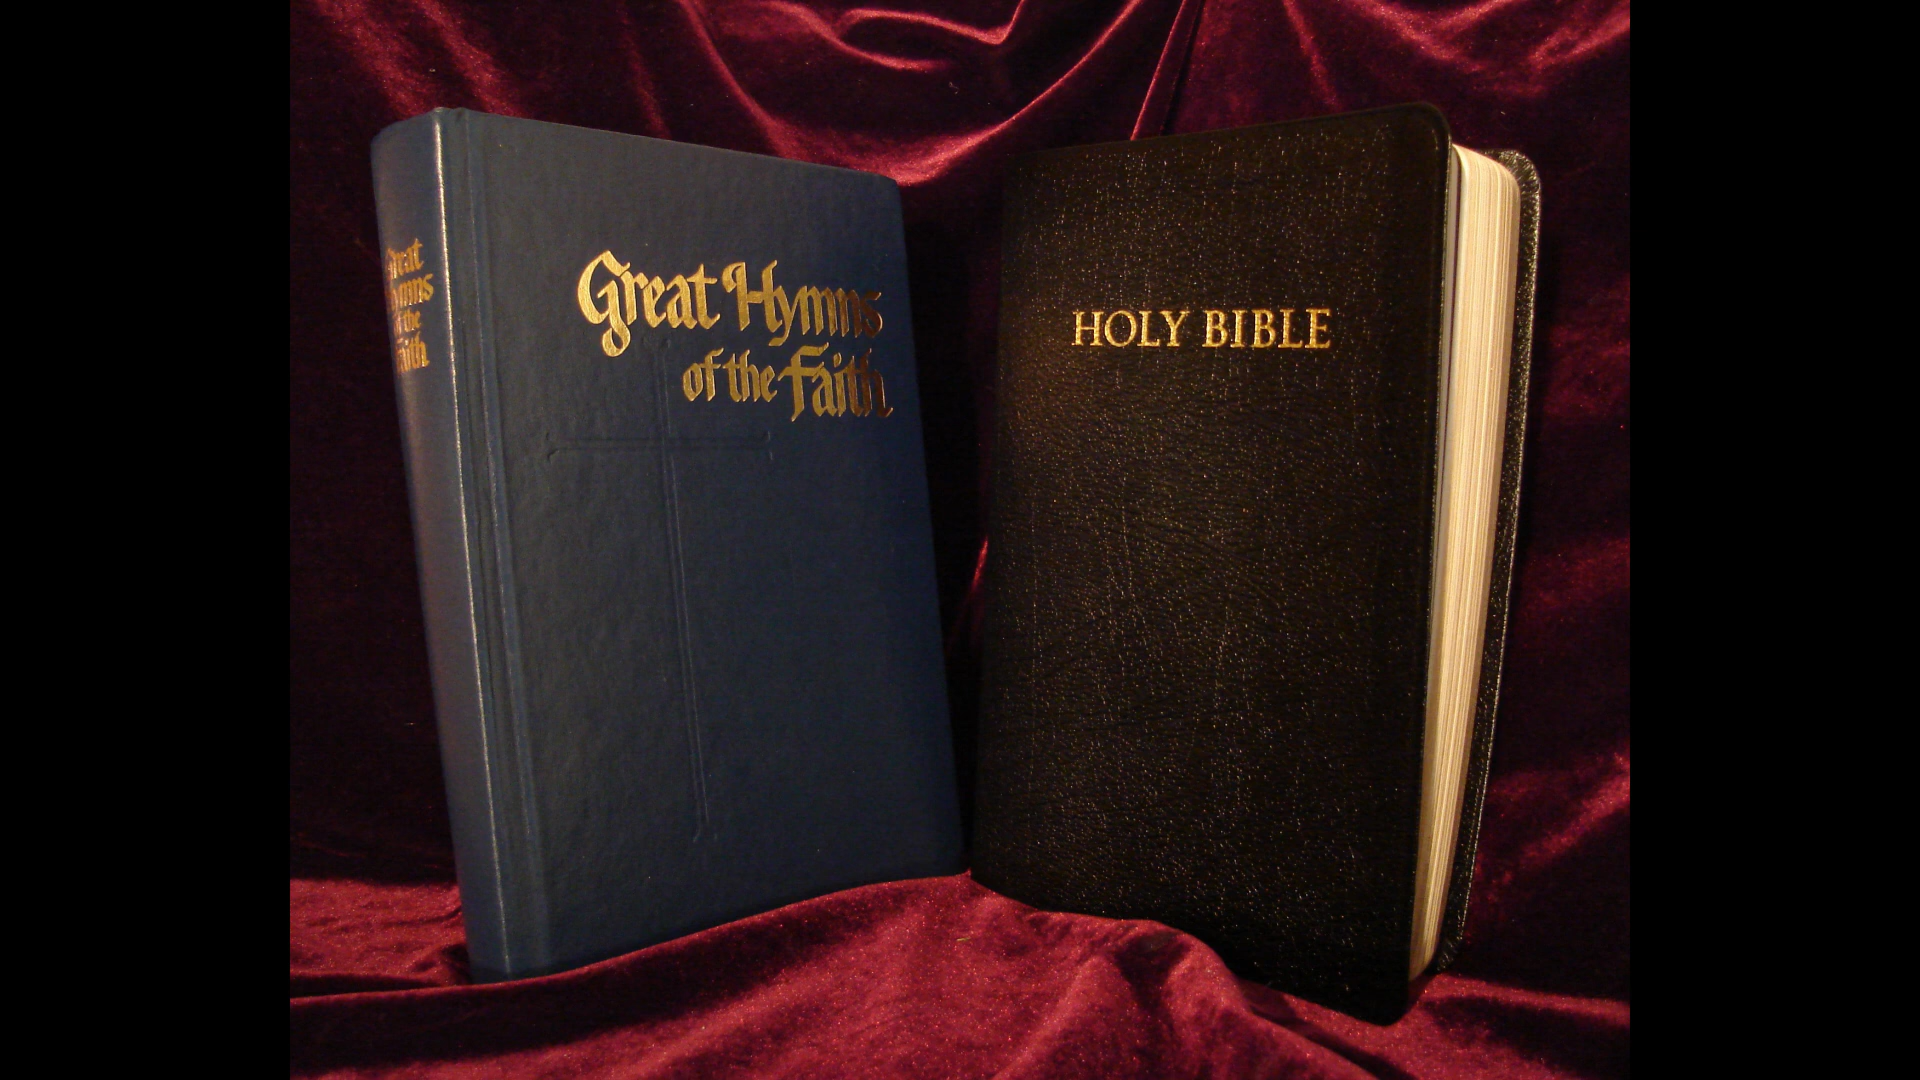 Great
Hymns
of the
Faith
Great Hymns
of the Faith
HOLY BIBLE